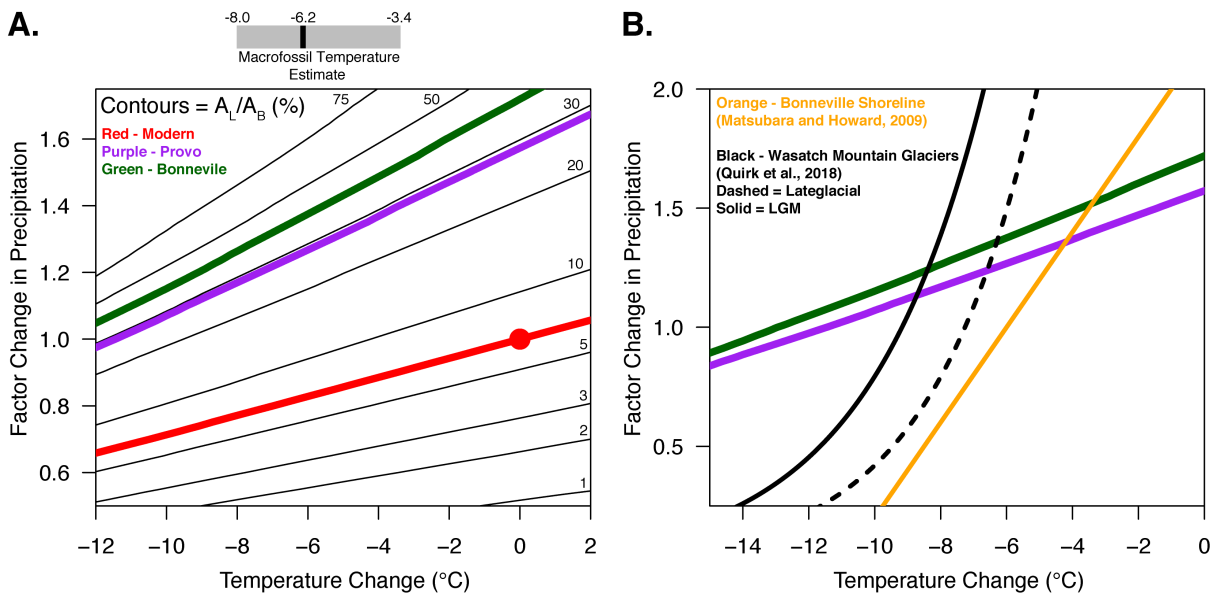 A.
-8.0 -6.2 -3.4
Macrofossil Temperature
Estimate
Contours = AL/AB (%)
Red - Modern
Purple - Provo
Green - Bonnevile
75 50 30
20
10
5
3
2
1
1.6
1.4
1.2
1.0
0.8
0.6
Factor Change in Precipitation
−12 −10 −8 −6 −4 −2 0 2
Temperature Change (°C)
B.
Orange - Bonneville Shoreline
(Matsubara and Howard, 2009)
Black - Wasatch Mountain Glaciers
(Quirk et al., 2018)
Dashed = Lateglacial
Solid = LGM
2.0
1.5
1.0
0.5
Factor Change in Precipitation
−14 −12 −10 −8 −6 −4 −2 0
Temperature Change (°C)